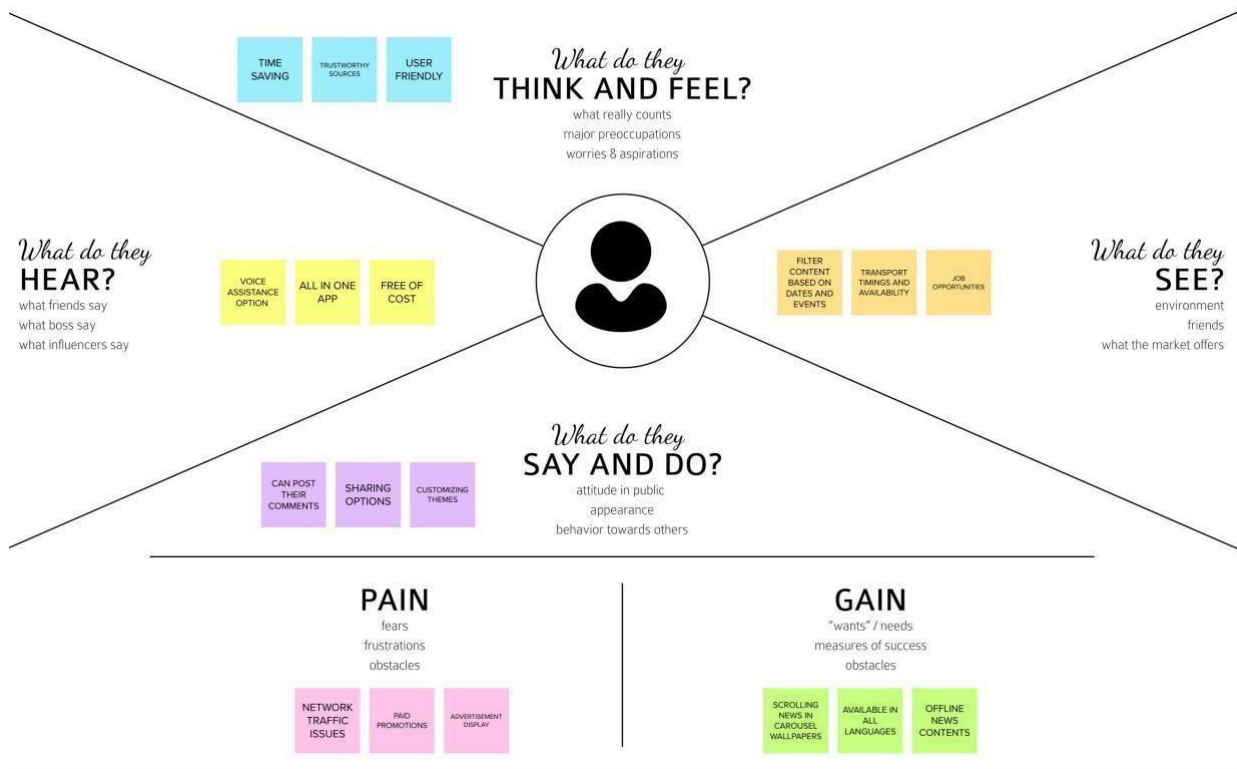 TIME
SAVING
TRUSTWORTHY
SOURCES
USER
FRIENDLY
What do they
THINK AND FEEL?
what really counts
major preoccupations
worries & aspirations
What do they
HEAR?
what friends say
what boss say
what influencers say
VOICE
ASSISTANCE
OPTION
ALL IN ONE
APP
FREE OF
COST
FILTER
CONTENT
BASED ON
DATES AND
EVENTS
TRANSPORT
TIMINGS AND
AVAILABILITY
JOB
OPPORTUNITIES
What do they
SEE?
environment
friends
what the market offers
What do they
SAY AND DO?
attitude in public
appearance
behavior towards others
CAN POST
THEIR
COMMENTS
SHARING
OPTIONS
CUSTOMIZING
THEMES
PAIN
fears
frustrations
obstacles
NETWORK
TRAFFIC
ISSUES
PAID
PROMOTIONS
ADVERTISEMENT
DISPLAY
GAIN
"wants" / needs
measures of success
obstacles
SCROLLING
NEWS IN
CAROUSEL
WALLPAPERS
AVAILABLE IN
ALL
LANGUAGES
OFFLINE
NEWS
CONTENTS